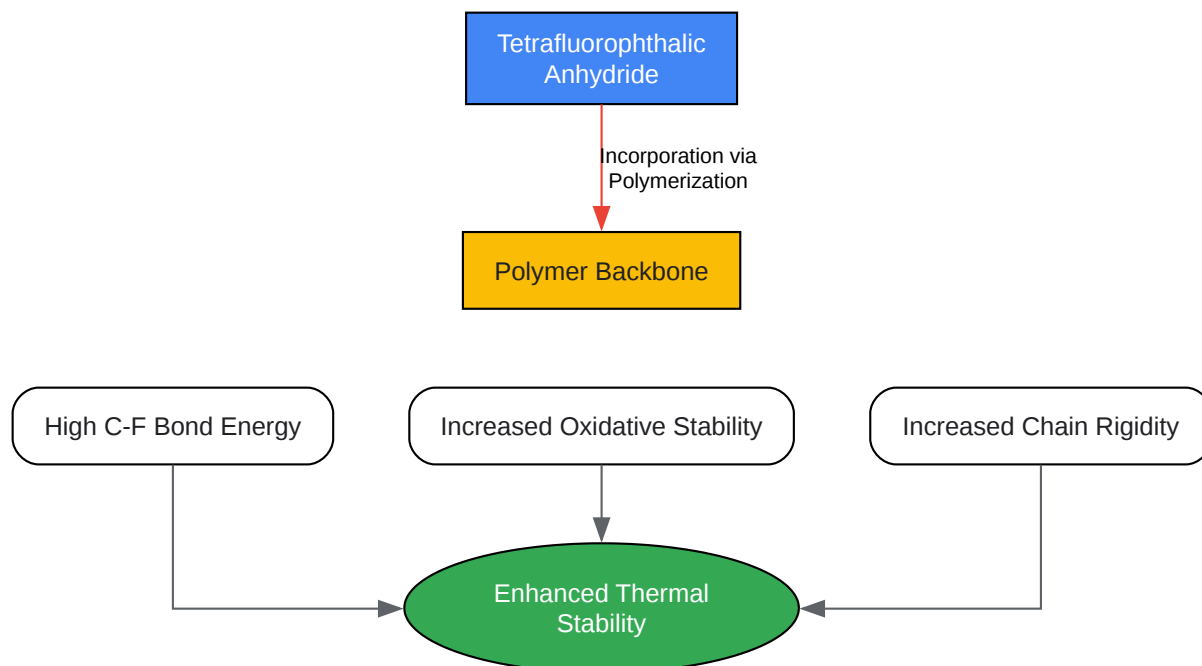 Tetrafluorophthalic
Anhydride
Incorporation via
Polymerization
Polymer Backbone
High C-F Bond Energy
Increased Oxidative Stability
Increased Chain Rigidity
Enhanced Thermal
Stability